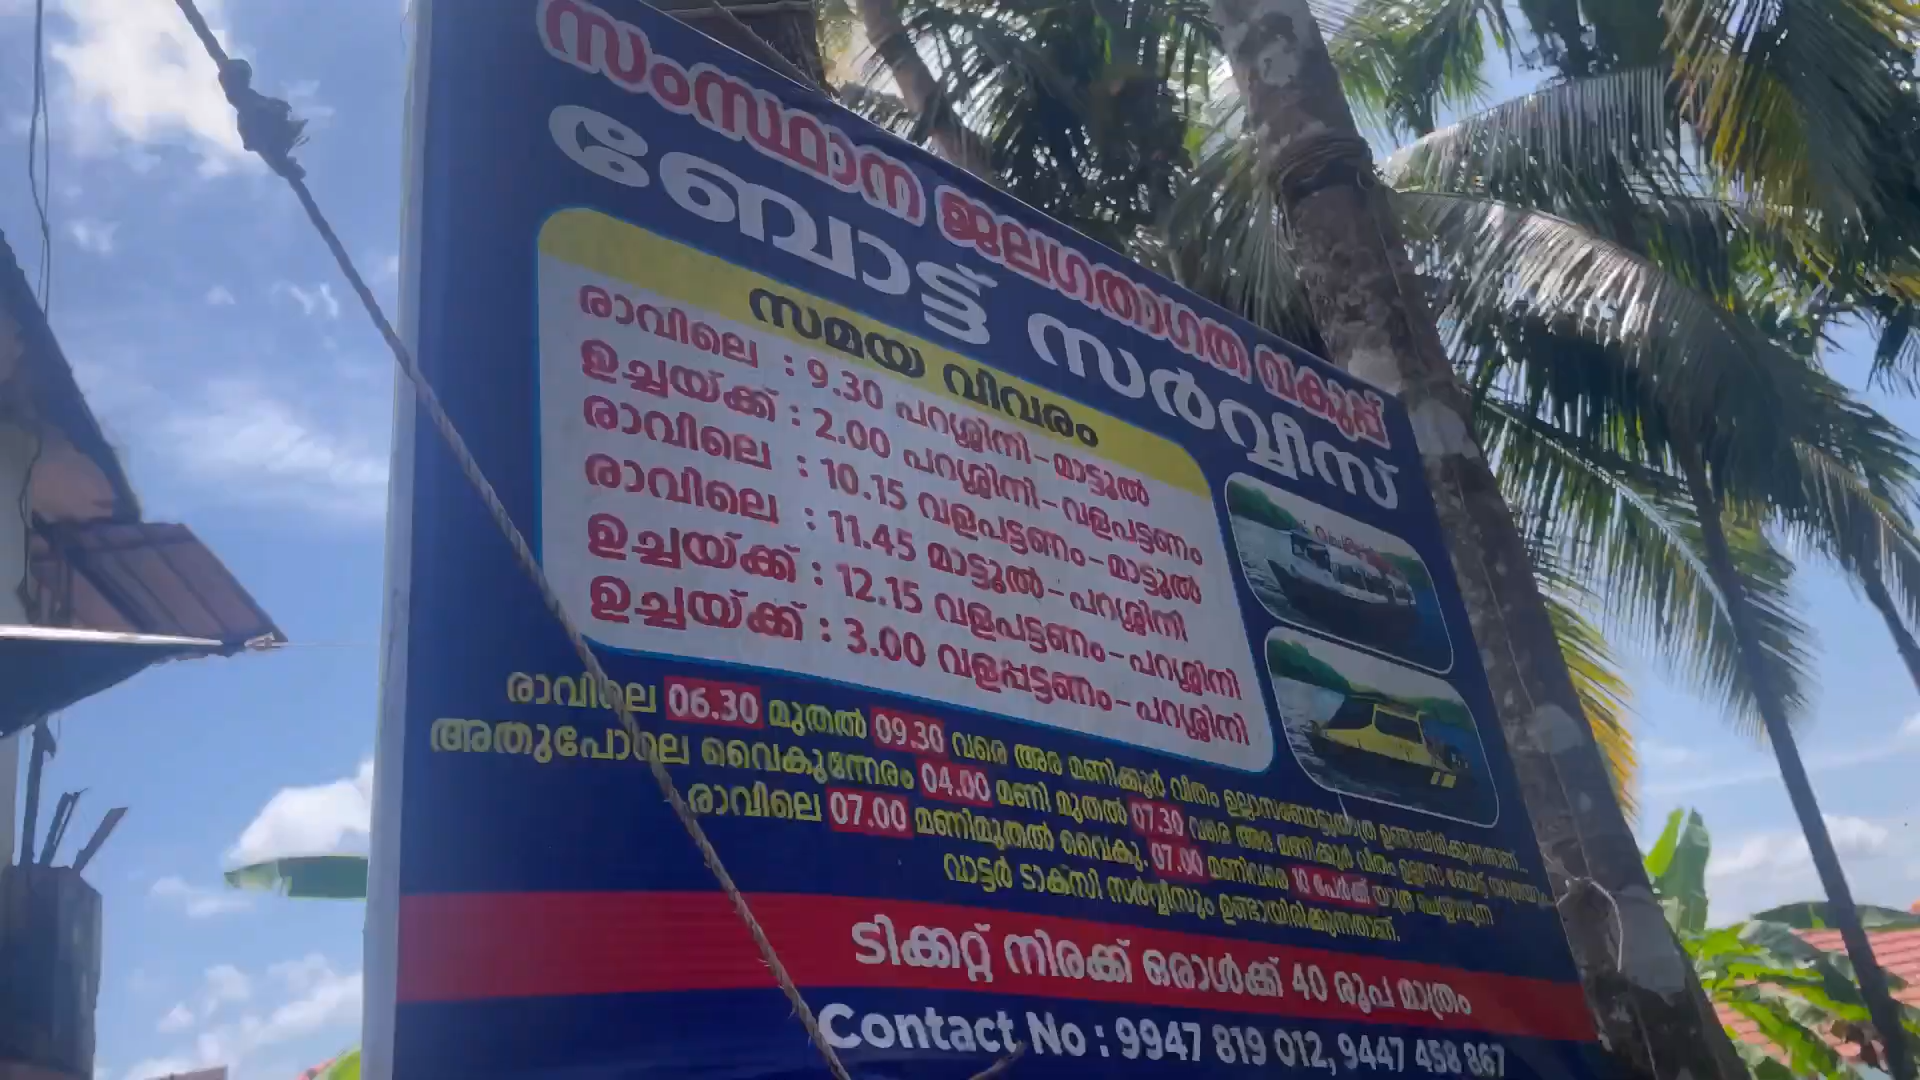 സംസ്ഥാന ജലഗതാഗത വകുപ്പ്
ബോട്ട് സർവ്വീസ്
സമയ വിവരം
രാവിലെ : 9.30 പറശ്ശിനി-മാട്ടൂൽ
ഉച്ചയ്ക്ക് : 2.00 പറശ്ശിനി-വളപട്ടണം
രാവിലെ : 10.15 വളപട്ടണം-മാട്ടൂൽ
രാവിലെ : 11.45 മാട്ടൂൽ-പറശ്ശിനി
ഉച്ചയ്ക്ക് : 12.15 വളപട്ടണം-പറശ്ശിനി
ഉച്ചയ്ക്ക് : 3.00 വളപ്പട്ടണം-പറശ്ശിനി
രാവിലെ 06.30 മുതൽ 09.30 വരെ അര മണിക്കൂർ വീതം ഉല്ലാസബോട്ടുയാത്ര ഉണ്ടായിരിക്കുന്നതാണ്...
അതുപോലെ വൈകുന്നേരം 04.00 മണി മുതൽ 07.30 വരെ അര മണിക്കൂർ വീതം ഉല്ലാസ ബോട്ട്
രാവിലെ 07.00 മണിമുതൽ വൈകു. 07.00 മണിവരെ 10 പേർക്ക് യാത്ര ചെയ്യാവുന്ന
വാട്ടർ ടാക്സി സർവ്വീസും ഉണ്ടായിരിക്കുന്നതാണ്.
ടിക്കറ്റ് നിരക്ക് ഒരാൾക്ക് 40 രൂപ മാത്രം
Contact No : 9947 819 012, 9447 458 867